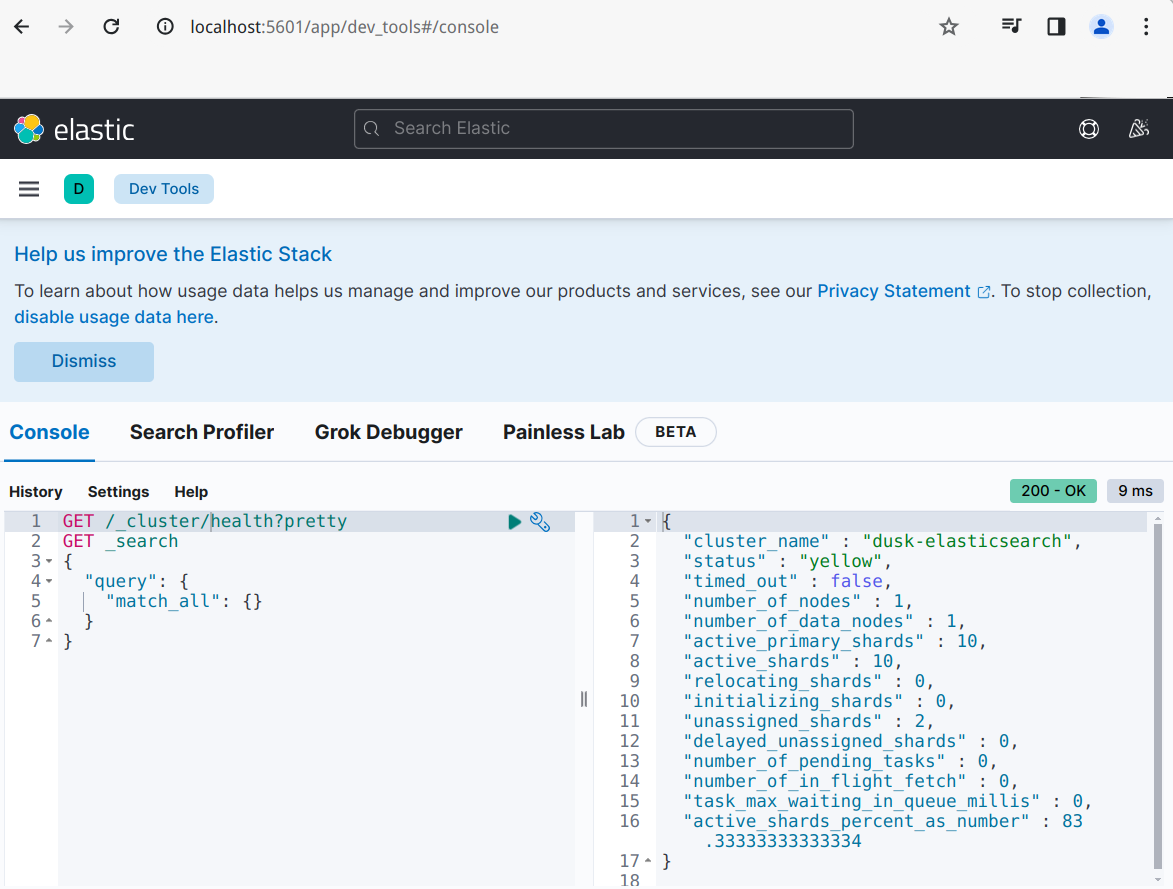 localhost:5601/app/dev_tools#/console
elastic
Search Elastic
D
Dev Tools
Help us improve the Elastic Stack
To learn about how usage data helps us manage and improve our products and services, see our Privacy Statement. To stop collection,
disable usage data here.
Dismiss
Console Search Profiler Grok Debugger Painless Lab BETA
History Settings Help
200 - OK 9 ms
1 GET /_cluster/health?pretty
2 GET _search
3 {
4 "query": {
5 "match_all": {}
6 }
7 }
1 {
2 "cluster_name" : "dusk-elasticsearch",
3 "status" : "yellow",
4 "timed_out" : false,
5 "number_of_nodes" : 1,
6 "number_of_data_nodes" : 1,
7 "active_primary_shards" : 10,
8 "active_shards" : 10,
9 "relocating_shards" : 0,
10 "initializing_shards" : 0,
11 "unassigned_shards" : 2,
12 "delayed_unassigned_shards" : 0,
13 "number_of_pending_tasks" : 0,
14 "number_of_in_flight_fetch" : 0,
15 "task_max_waiting_in_queue_millis" : 0,
16 "active_shards_percent_as_number" : 83
.33333333333334
17 }
18